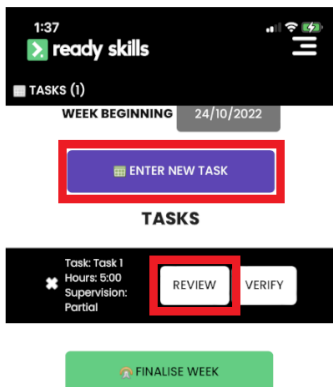 1:37
ready skills
TASKS (1)
WEEK BEGINNING 24/10/2022
ENTER NEW TASK
TASKS
Task: Task 1
Hours: 5:00
Supervision:
Partial
REVIEW
VERIFY
FINALISE WEEK